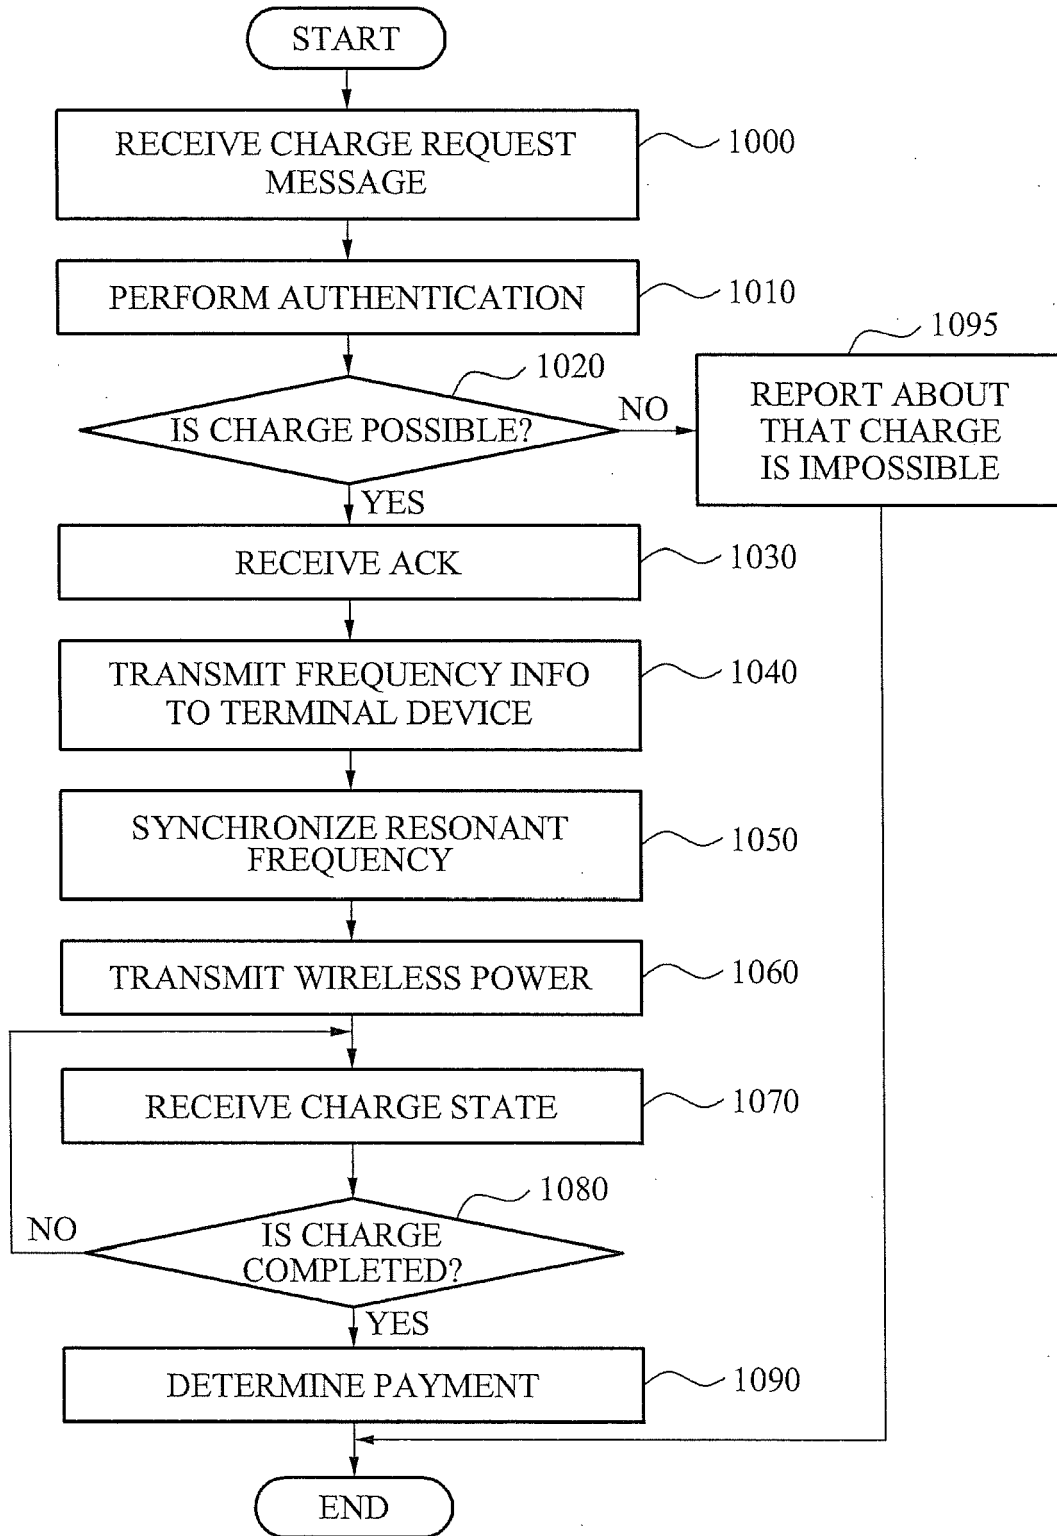 START
RECEIVE CHARGE REQUEST
MESSAGE
1000
PERFORM AUTHENTICATION
1010
1020
IS CHARGE POSSIBLE?
NO
1095
REPORT ABOUT
THAT CHARGE
IS IMPOSSIBLE
YES
RECEIVE ACK
1030
TRANSMIT FREQUENCY INFO
TO TERMINAL DEVICE
1040
SYNCHRONIZE RESONANT
FREQUENCY
1050
TRANSMIT WIRELESS POWER
1060
RECEIVE CHARGE STATE
1070
1080
NO
IS CHARGE
COMPLETED?
YES
DETERMINE PAYMENT
1090
END